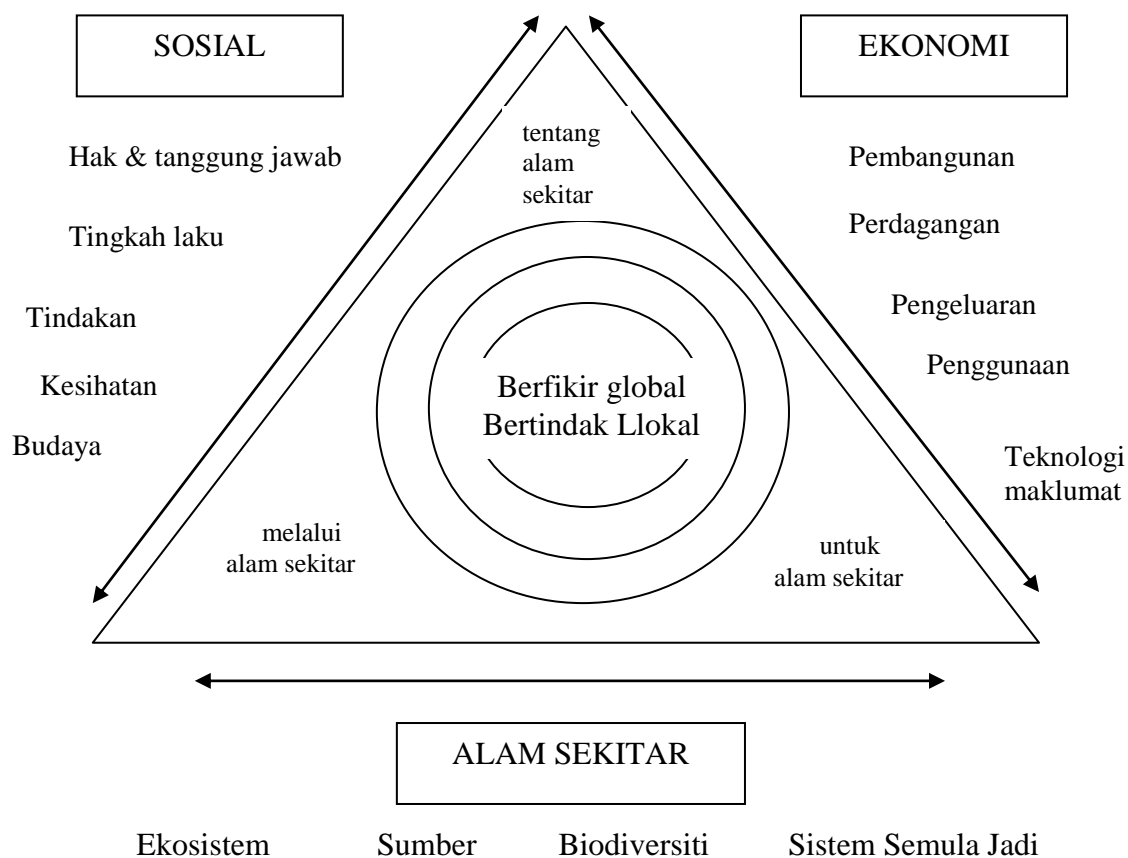 SOSIAL
EKONOMI
tentang
alam
sekitar
Hak & tanggung jawab
Pembangunan
Tingkah laku
Perdagangan
Tindakan
Pengeluaran
Kesihatan
Penggunaan
Berfikir global
Bertindak Llokal
Budaya
Teknologi
maklumat
melalui
alam sekitar
untuk
alam sekitar
ALAM SEKITAR
Ekosistem Sumber Biodiversiti Sistem Semula Jadi